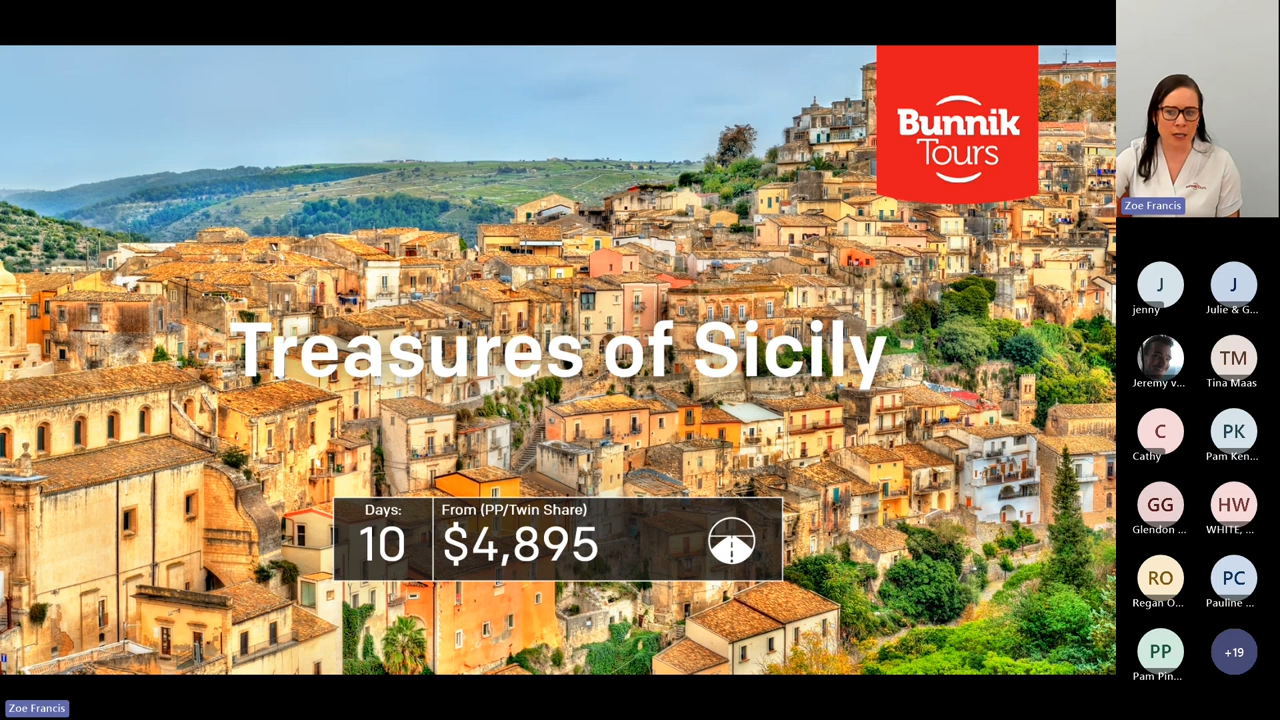 Bunnik
Tours
Treasures of Sicily
Days:
10
From (PP/Twin Share)
$4,895
Zoe Francis
Zoe Francis
J
jenny
J
Julie & G...
Jeremy v...
TM
Tina Maas
C
Cathy
PK
Pam Ken...
GG
Glendon ...
HW
WHITE, ...
RO
Regan O...
PC
Pauline ...
PP
Pam Pin...
+19